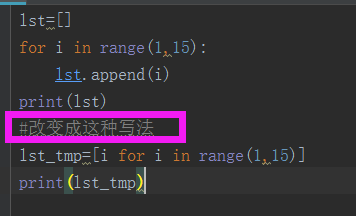 lst=[]
for i in range(1,15):
    lst.append(i)
print(lst)
#改变成这种写法
lst_tmp=[i for i in range(1,15)]
print(lst_tmp)